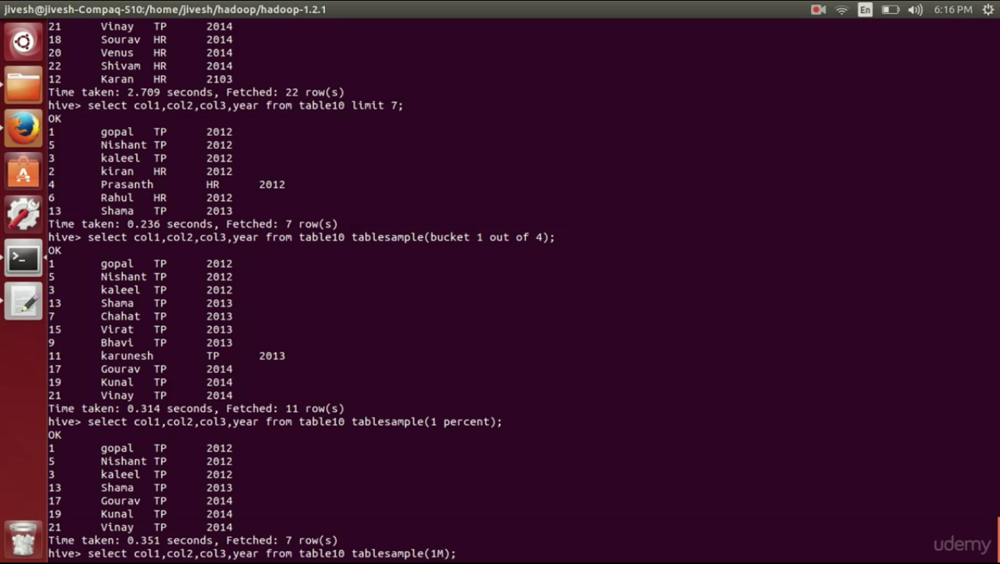 jivesh@jivesh-Compaq-510:/home/jivesh/hadoop/hadoop-1.2.1 En 6:16 PM
21 Vinay TP 2014
18 Sourav HR 2014
20 Venus HR 2014
22 Shivam HR 2014
12 Karan HR 2103
Time taken: 2.709 seconds, Fetched: 22 row(s)
hive> select col1,col2,col3,year from table10 limit 7;
OK
1 gopal TP 2012
5 Nishant TP 2012
3 kaleel TP 2012
2 kiran HR 2012
4 Prasanth HR 2012
6 Rahul HR 2012
13 Shama TP 2013
Time taken: 0.236 seconds, Fetched: 7 row(s)
hive> select col1,col2,col3,year from table10 tablesample(bucket 1 out of 4);
OK
1 gopal TP 2012
5 Nishant TP 2012
3 kaleel TP 2012
13 Shama TP 2013
7 Chahat TP 2013
15 Virat TP 2013
9 Bhavi TP 2013
11 karunesh TP 2013
17 Gourav TP 2014
19 Kunal TP 2014
21 Vinay TP 2014
Time taken: 0.314 seconds, Fetched: 11 row(s)
hive> select col1,col2,col3,year from table10 tablesample(1 percent);
OK
1 gopal TP 2012
5 Nishant TP 2012
3 kaleel TP 2012
13 Shama TP 2013
17 Gourav TP 2014
19 Kunal TP 2014
21 Vinay TP 2014
Time taken: 0.351 seconds, Fetched: 7 row(s)
hive> select col1,col2,col3,year from table10 tablesample(1M);
udemy